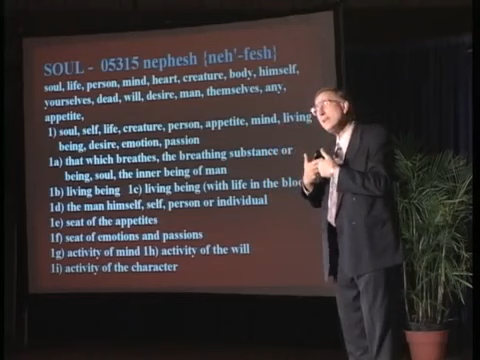 SOUL - 05315 nephesh {neh'-fesh}
soul, life, person, mind, heart, creature, body, himself,
yourselves, dead, will, desire, man, themselves, any,
appetite,
1) soul, self, life, creature, person, appetite, mind, living
being, desire, emotion, passion
1a) that which breathes, the breathing substance or
being, soul, the inner being of man
1b) living being 1c) living being (with life in the bloo
1d) the man himself, self, person or individual
1e) seat of the appetites
1f) seat of emotions and passions
1g) activity of mind 1h) activity of the will
1i) activity of the character